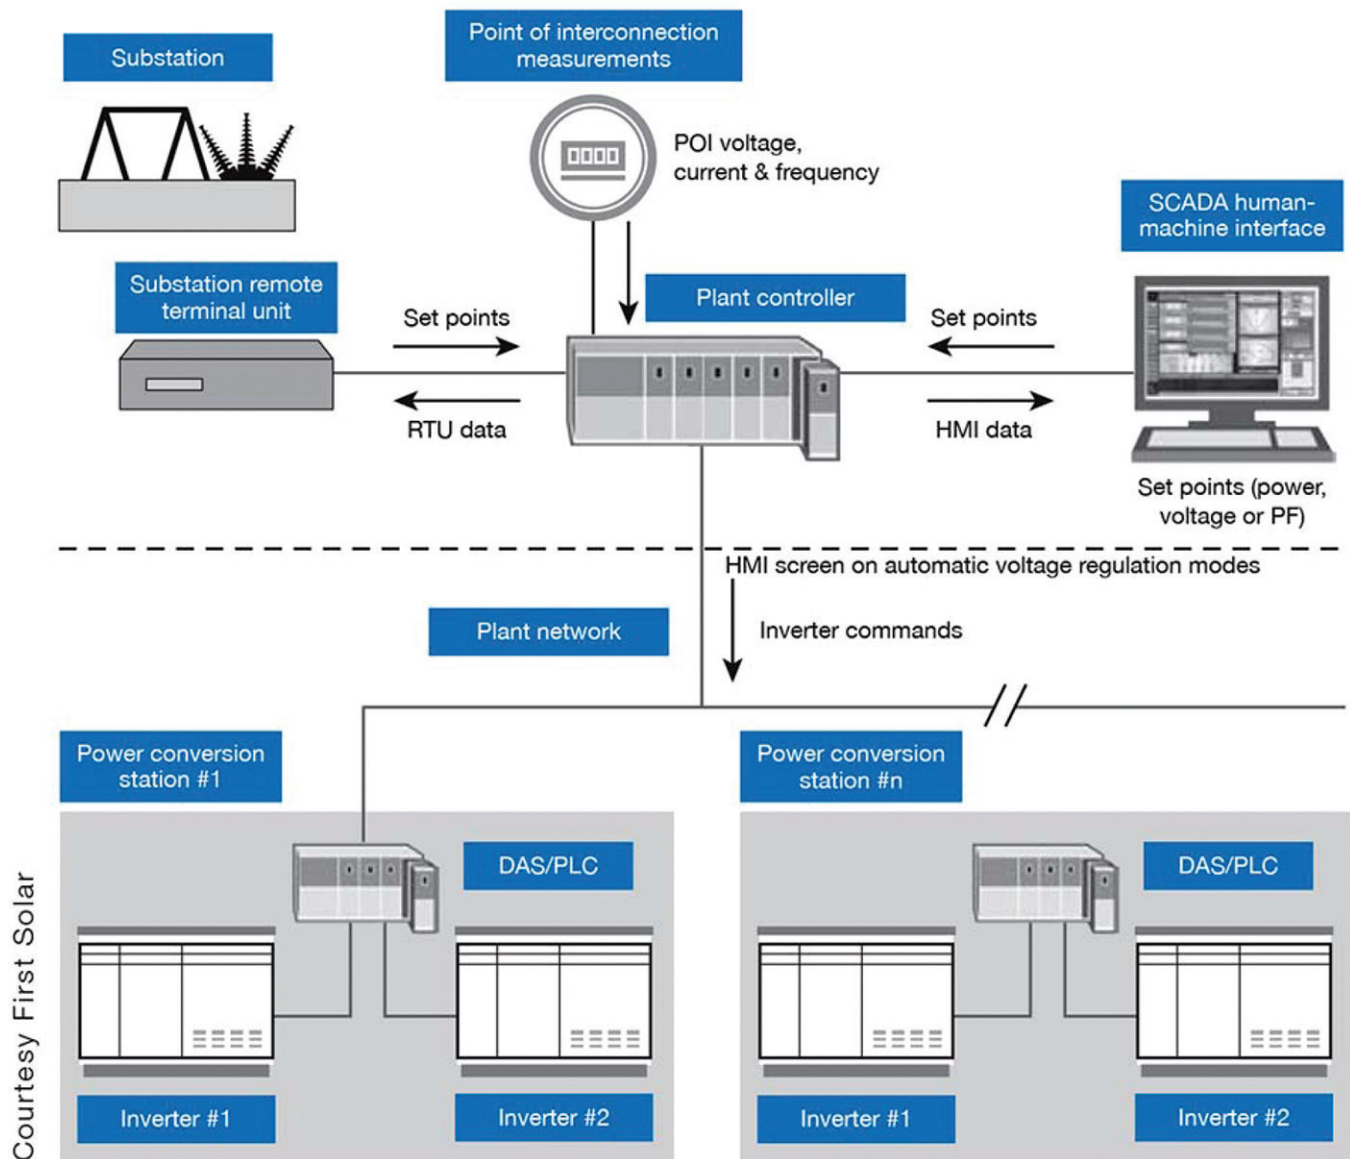 Substation
Point of interconnection
measurements
POI voltage,
current & frequency
SCADA human-
machine interface
Substation remote
terminal unit
Plant controller
Set points
Set points
RTU data
HMI data
Set points (power,
voltage or PF)
HMI screen on automatic voltage regulation modes
Plant network
Inverter commands
Power conversion
station #1
Power conversion
station #n
DAS/PLC
DAS/PLC
Inverter #1
Inverter #2
Inverter #1
Inverter #2
Courtesy First Solar